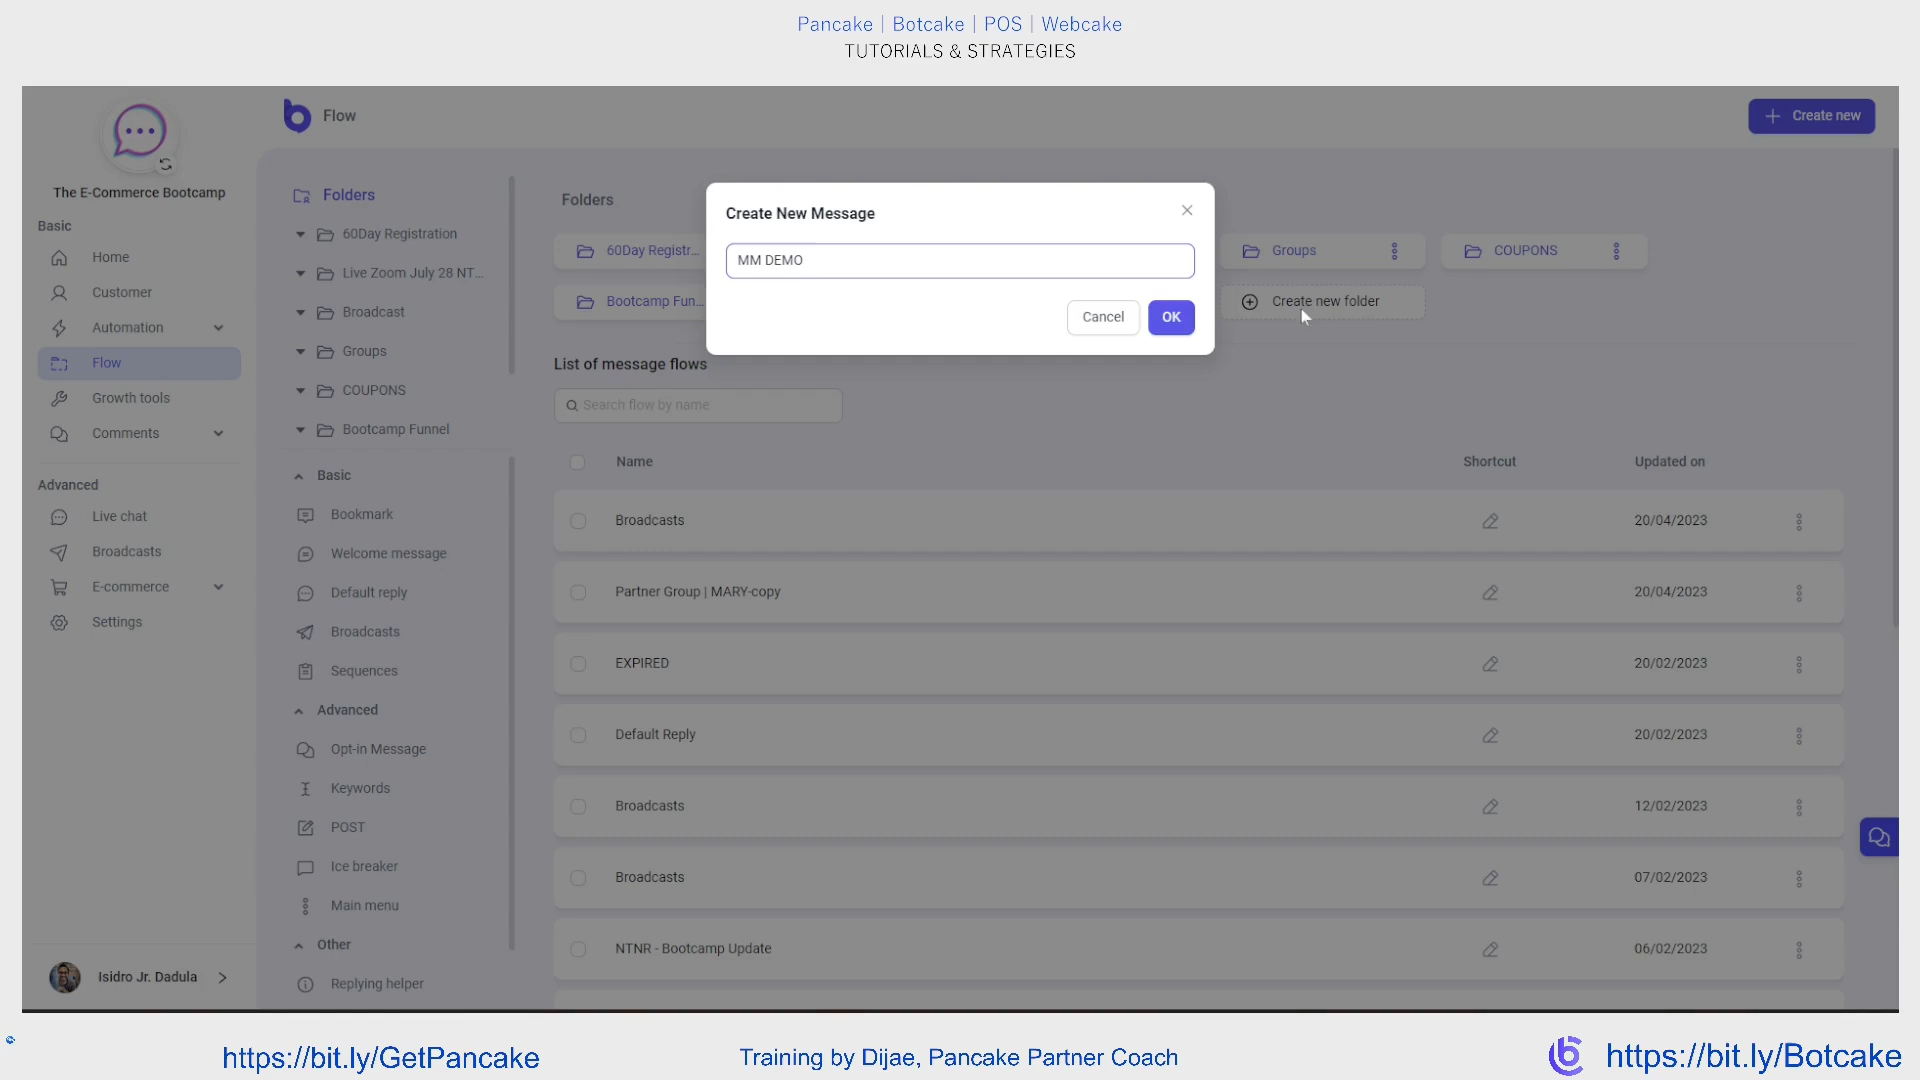 Pancake | Botcake | POS | Webcake
TUTORIALS & STRATEGIES
The E-Commerce Bootcamp
Basic
Home
Customer
Automation
Flow
Growth tools
Comments
Advanced
Live chat
Broadcasts
E-commerce
Settings
Isidro Jr. Dadula
Flow
Create new
Folders
60Day Registration
Live Zoom July 28 NT...
Broadcast
Groups
COUPONS
Bootcamp Funnel
Basic
Bookmark
Welcome message
Default reply
Broadcasts
Sequences
Advanced
Opt-in Message
Keywords
POST
Ice breaker
Main menu
Other
Replying helper
Folders
60Day Registr...
Groups
COUPONS
Bootcamp Fun...
Create new folder
Create New Message
MM DEMO
Cancel
OK
List of message flows
Search flow by name
Name Shortcut Updated on
Broadcasts 20/04/2023
Partner Group | MARY-copy 20/04/2023
EXPIRED 20/02/2023
Default Reply 20/02/2023
Broadcasts 12/02/2023
Broadcasts 07/02/2023
NTNR - Bootcamp Update 06/02/2023
https://bit.ly/GetPancake
Training by Dijae, Pancake Partner Coach
https://bit.ly/Botcake